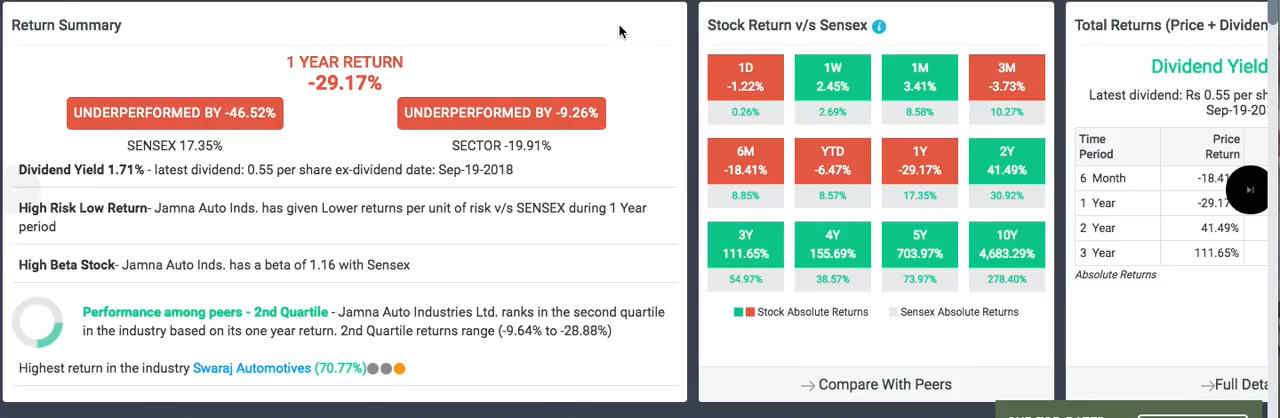 Return Summary
1 YEAR RETURN
-29.17%
UNDERPERFORMED BY -46.52%
UNDERPERFORMED BY -9.26%
SENSEX 17.35%
SECTOR -19.91%
Dividend Yield 1.71% - latest dividend: 0.55 per share ex-dividend date: Sep-19-2018
High Risk Low Return- Jamna Auto Inds. has given Lower returns per unit of risk v/s SENSEX during 1 Year
period
High Beta Stock- Jamna Auto Inds. has a beta of 1.16 with Sensex
Performance among peers - 2nd Quartile - Jamna Auto Industries Ltd. ranks in the second quartile
in the industry based on its one year return. 2nd Quartile returns range (-9.64% to -28.88%)
Highest return in the industry Swaraj Automotives (70.77%)
Stock Return v/s Sensex
1D 1W 1M 3M
-1.22% 2.45% 3.41% -3.73%
0.26% 2.69% 8.58% 10.27%
6M YTD 1Y 2Y
-18.41% -6.47% -29.17% 41.49%
8.85% 8.57% 17.35% 30.92%
3Y 4Y 5Y 10Y
111.65% 155.69% 703.97% 4,683.29%
54.97% 38.57% 73.97% 278.40%
Stock Absolute Returns Sensex Absolute Returns
Compare With Peers
Total Returns (Price + Dividen
Dividend Yield
Latest dividend: Rs 0.55 per sh
Sep-19-20
Time Period Price Return
6 Month -18.41
1 Year -29.17
2 Year 41.49%
3 Year 111.65%
Absolute Returns
Full Deta